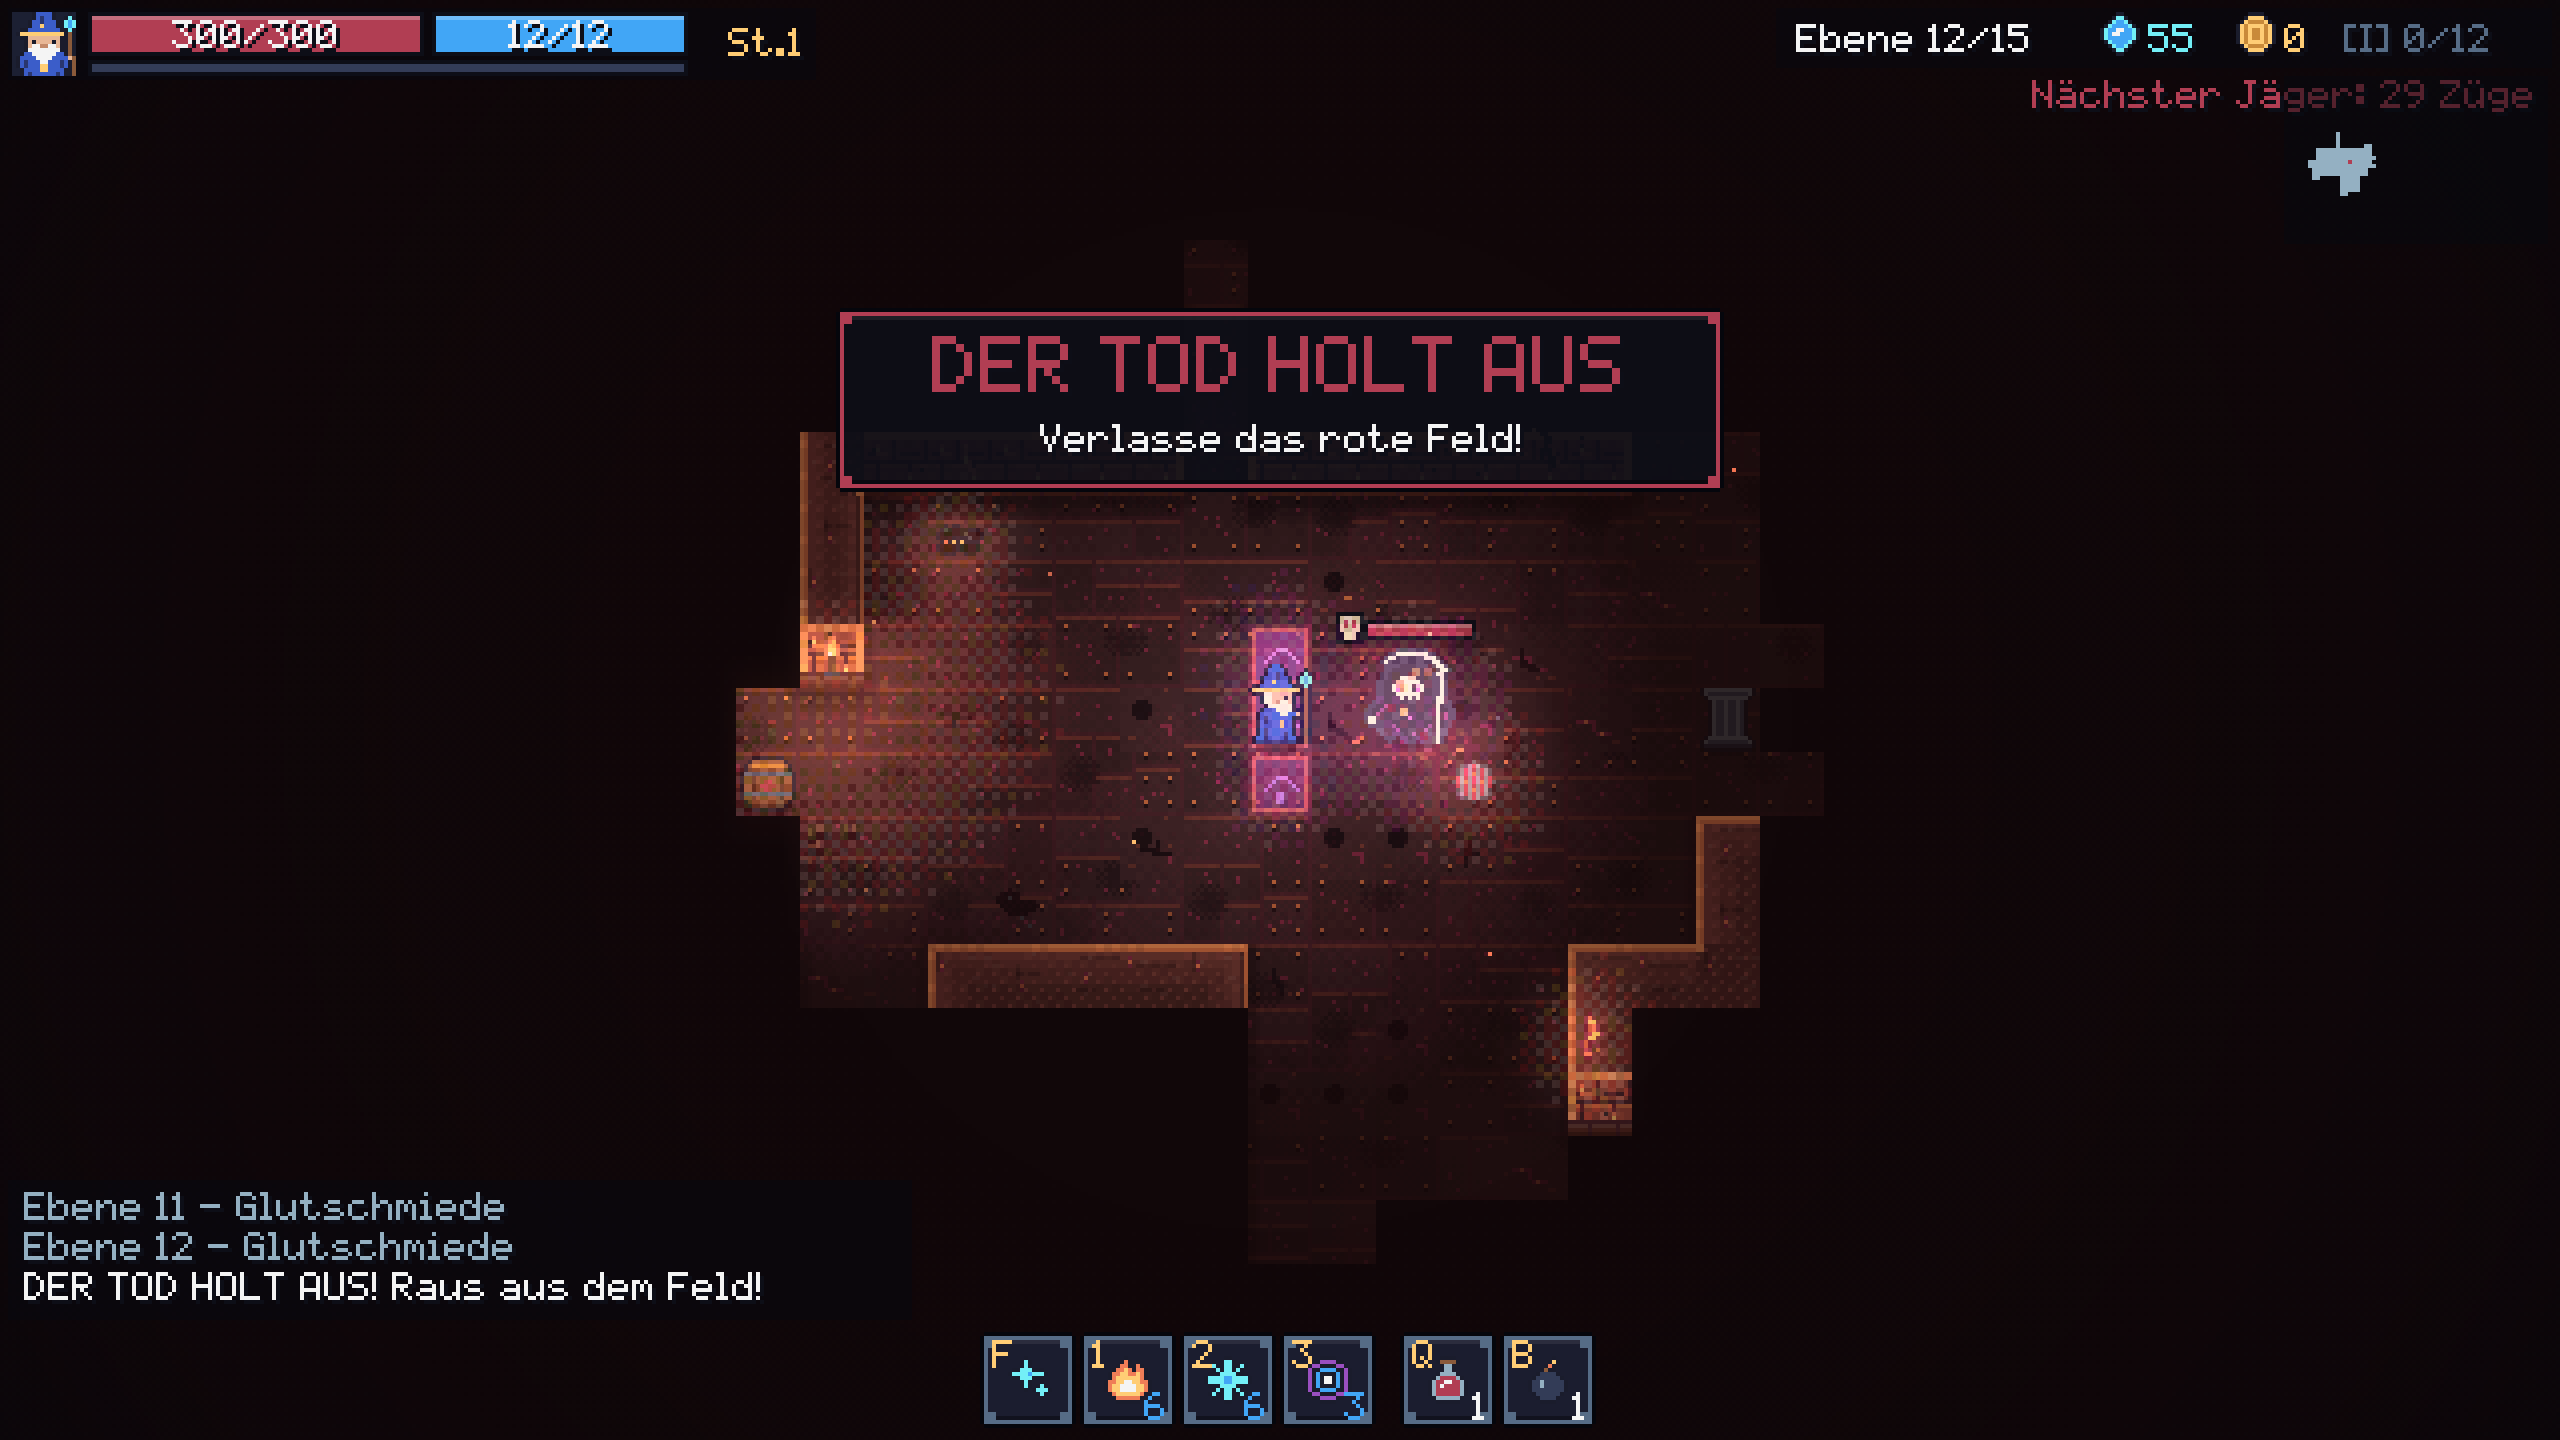 300/300 12/12 St.1 Ebene 12/15 55 0 [I] 0/12
Nächster Jäger: 29 Züge
DER TOD HOLT AUS
Verlasse das rote Feld!
Ebene 11 – Glutschmiede
Ebene 12 – Glutschmiede
DER TOD HOLT AUS! Raus aus dem Feld!
F 1 2 3 Q B
6 6 3 1 1